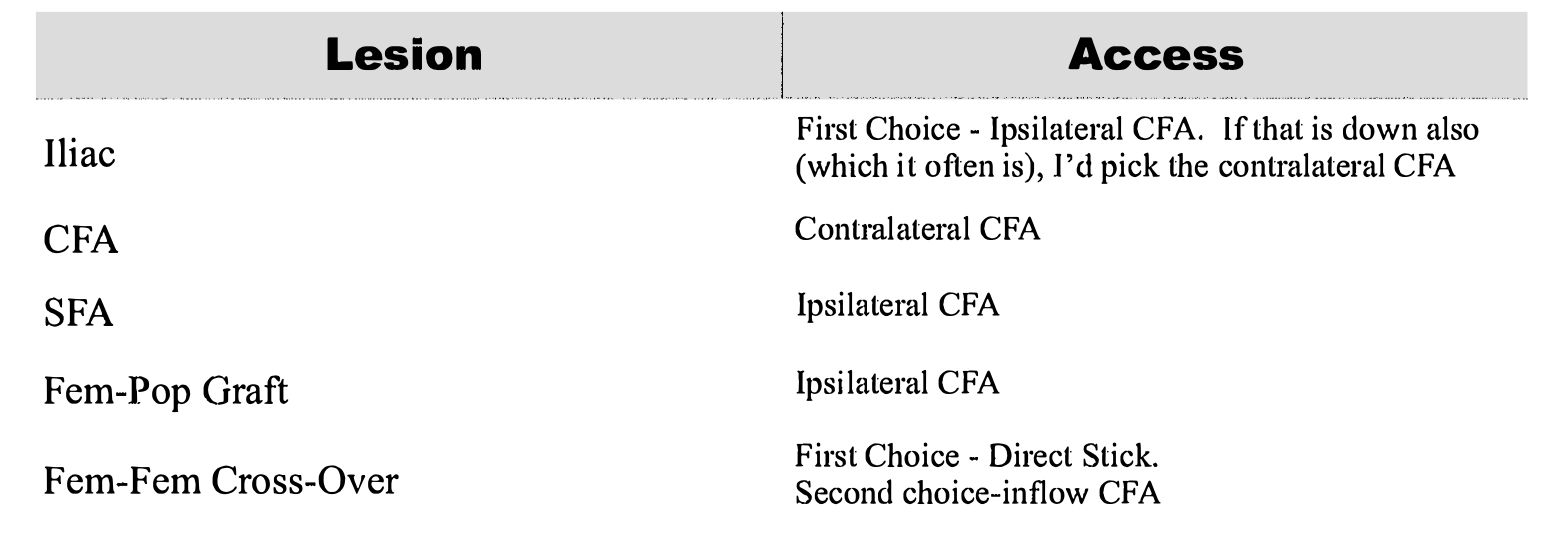 Lesion
Access
Iliac
First Choice - Ipsilateral CFA. If that is down also
(which it often is), I'd pick the contralateral CFA
CFA
Contralateral CFA
SFA
Ipsilateral CFA
Fem-Pop Graft
Ipsilateral CFA
Fem-Fem Cross-Over
First Choice - Direct Stick.
Second choice-inflow CFA